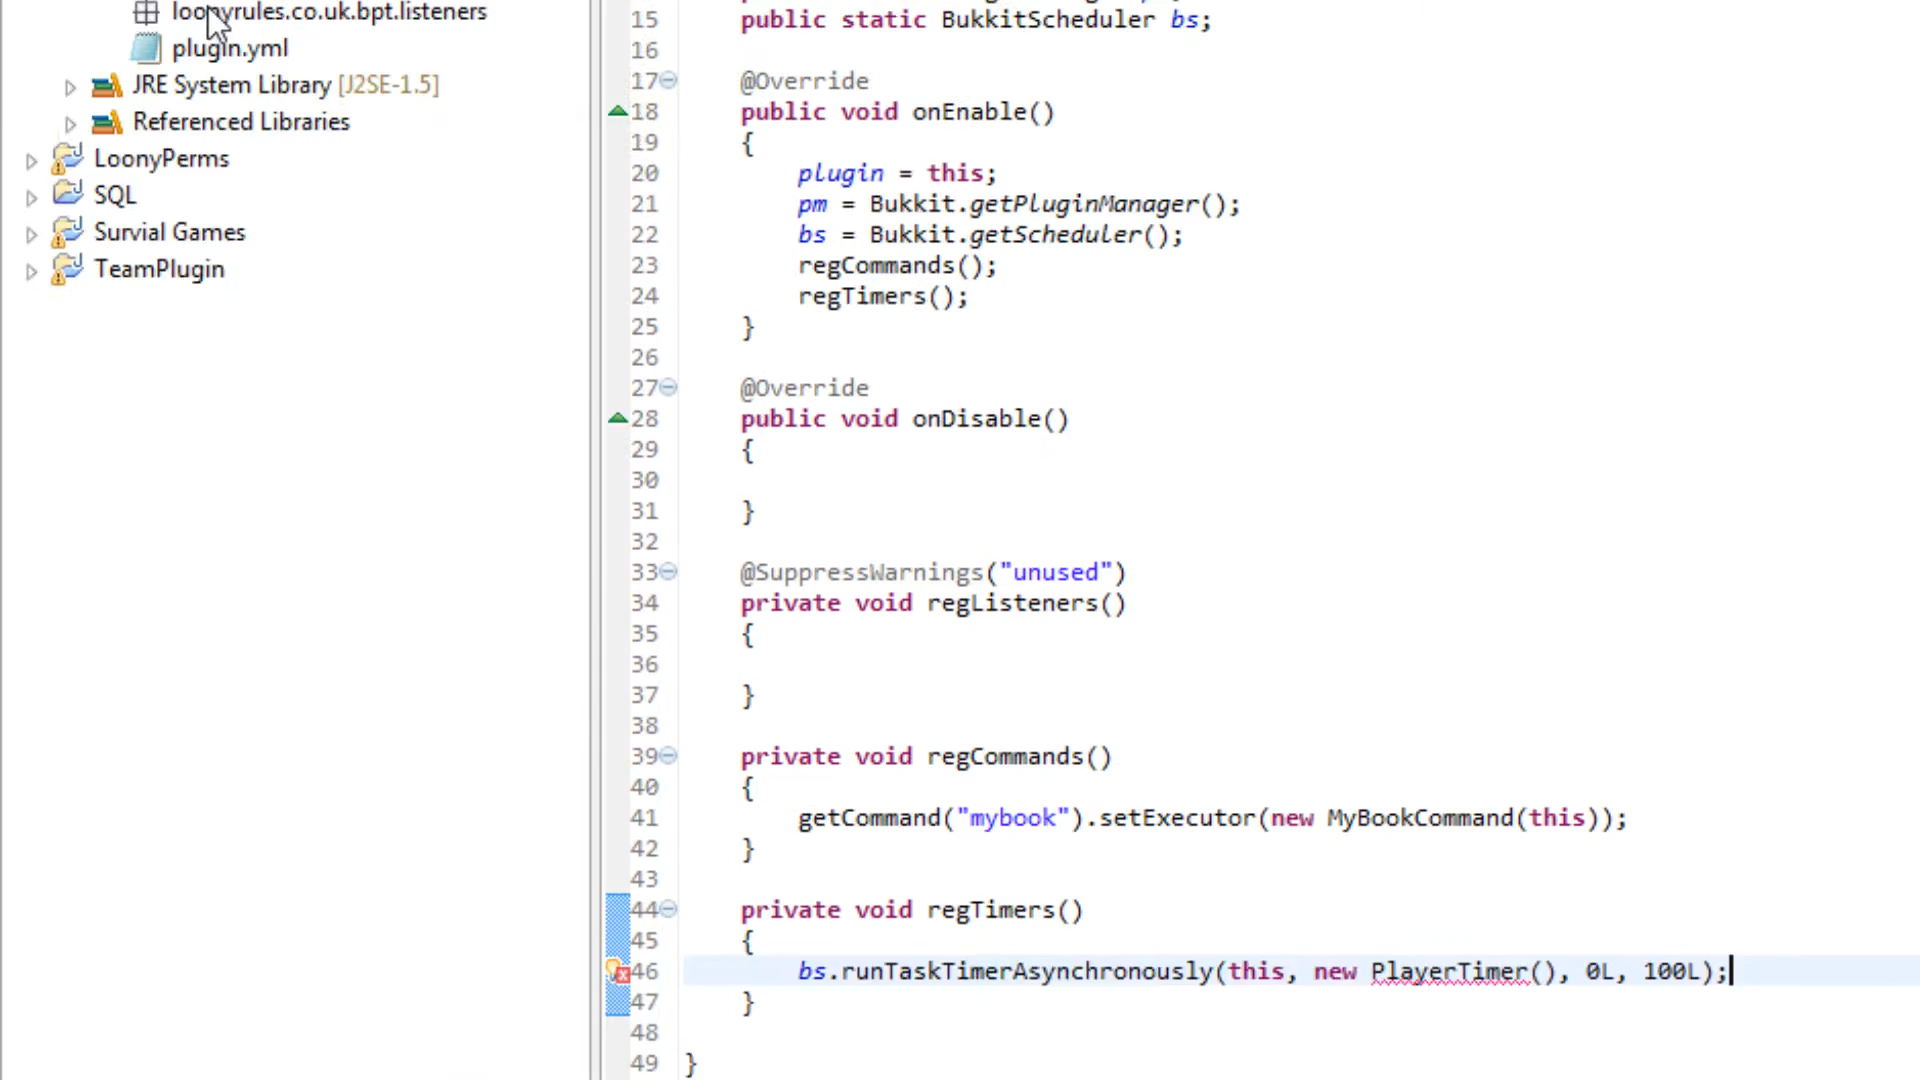 loonyrules.co.uk.bpt.listeners
plugin.yml
JRE System Library [J2SE-1.5]
Referenced Libraries
LoonyPerms
SQL
Survial Games
TeamPlugin
15 public static BukkitScheduler bs;
16
17 @Override
18 public void onEnable()
19 {
20 plugin = this;
21 pm = Bukkit.getPluginManager();
22 bs = Bukkit.getScheduler();
23 regCommands();
24 regTimers();
25 }
26
27 @Override
28 public void onDisable()
29 {
30
31 }
32
33 @SuppressWarnings("unused")
34 private void regListeners()
35 {
36
37 }
38
39 private void regCommands()
40 {
41 getCommand("mybook").setExecutor(new MyBookCommand(this));
42 }
43
44 private void regTimers()
45 {
46 bs.runTaskTimerAsynchronously(this, new PlayerTimer(), 0L, 100L);
47 }
48
49 }